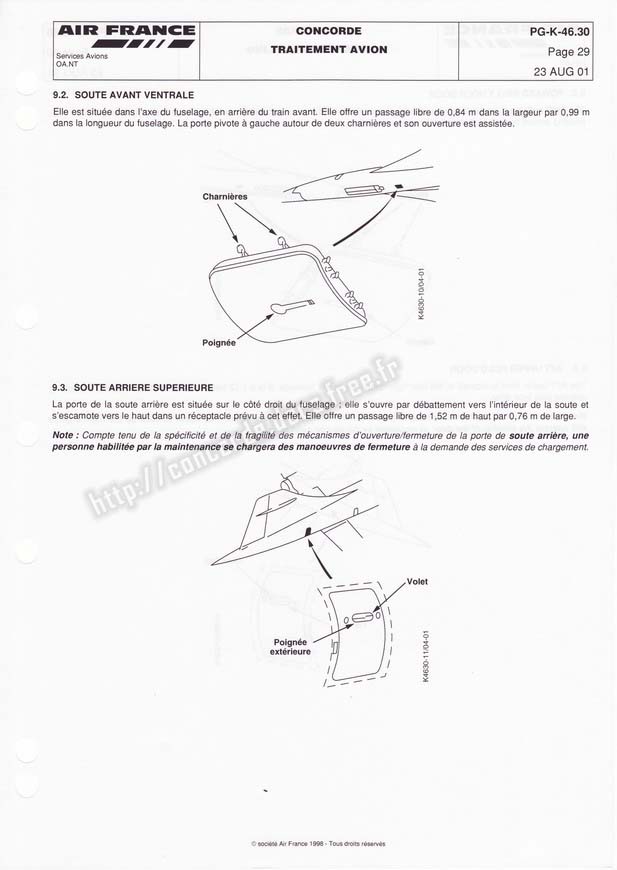 AIR FRANCE
Services Avions
OA.NT
CONCORDE
TRAITEMENT AVION
PG-K-46.30
Page 29
23 AUG 01
9.2. SOUTE AVANT VENTRALE
Elle est située dans l'axe du fuselage, en arrière du train avant. Elle offre un passage libre de 0,84 m dans la largeur par 0,99 m
dans la longueur du fuselage. La porte pivote à gauche autour de deux charnières et son ouverture est assistée.
Charnières
Poignée
K4630-10/04-01
9.3. SOUTE ARRIERE SUPERIEURE
La porte de la soute arrière est située sur le côté droit du fuselage ; elle s'ouvre par débattement vers l'intérieur de la soute et
s'escamote vers le haut dans un réceptacle prévu à cet effet. Elle offre un passage libre de 1,52 m de haut par 0,76 m de large.
Note : Compte tenu de la spécificité et de la fragilité des mécanismes d'ouverture/fermeture de la porte de soute arrière, une
personne habilitée par la maintenance se chargera des manoeuvres de fermeture à la demande des services de chargement.
Volet
Poignée
extérieure
K4630-11/04-01
© société Air France 1998 - Tous droits réservés